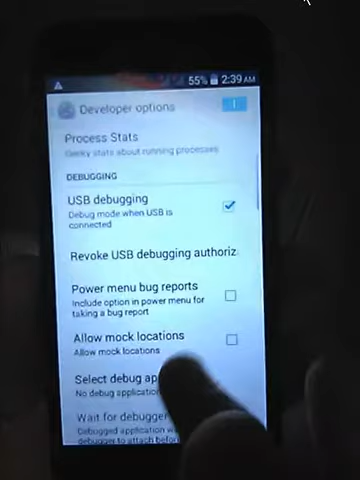 55% 2:39 AM
Developer options
Process Stats
Geeky stats about running processes
DEBUGGING
USB debugging
Debug mode when USB is
connected
Revoke USB debugging authoriz
Power menu bug reports
Include option in power menu for
taking a bug report
Allow mock locations
Allow mock locations
Select debug ap
No debug applicatio
Wait for debugger
Debugged application w
debugger to attach befor